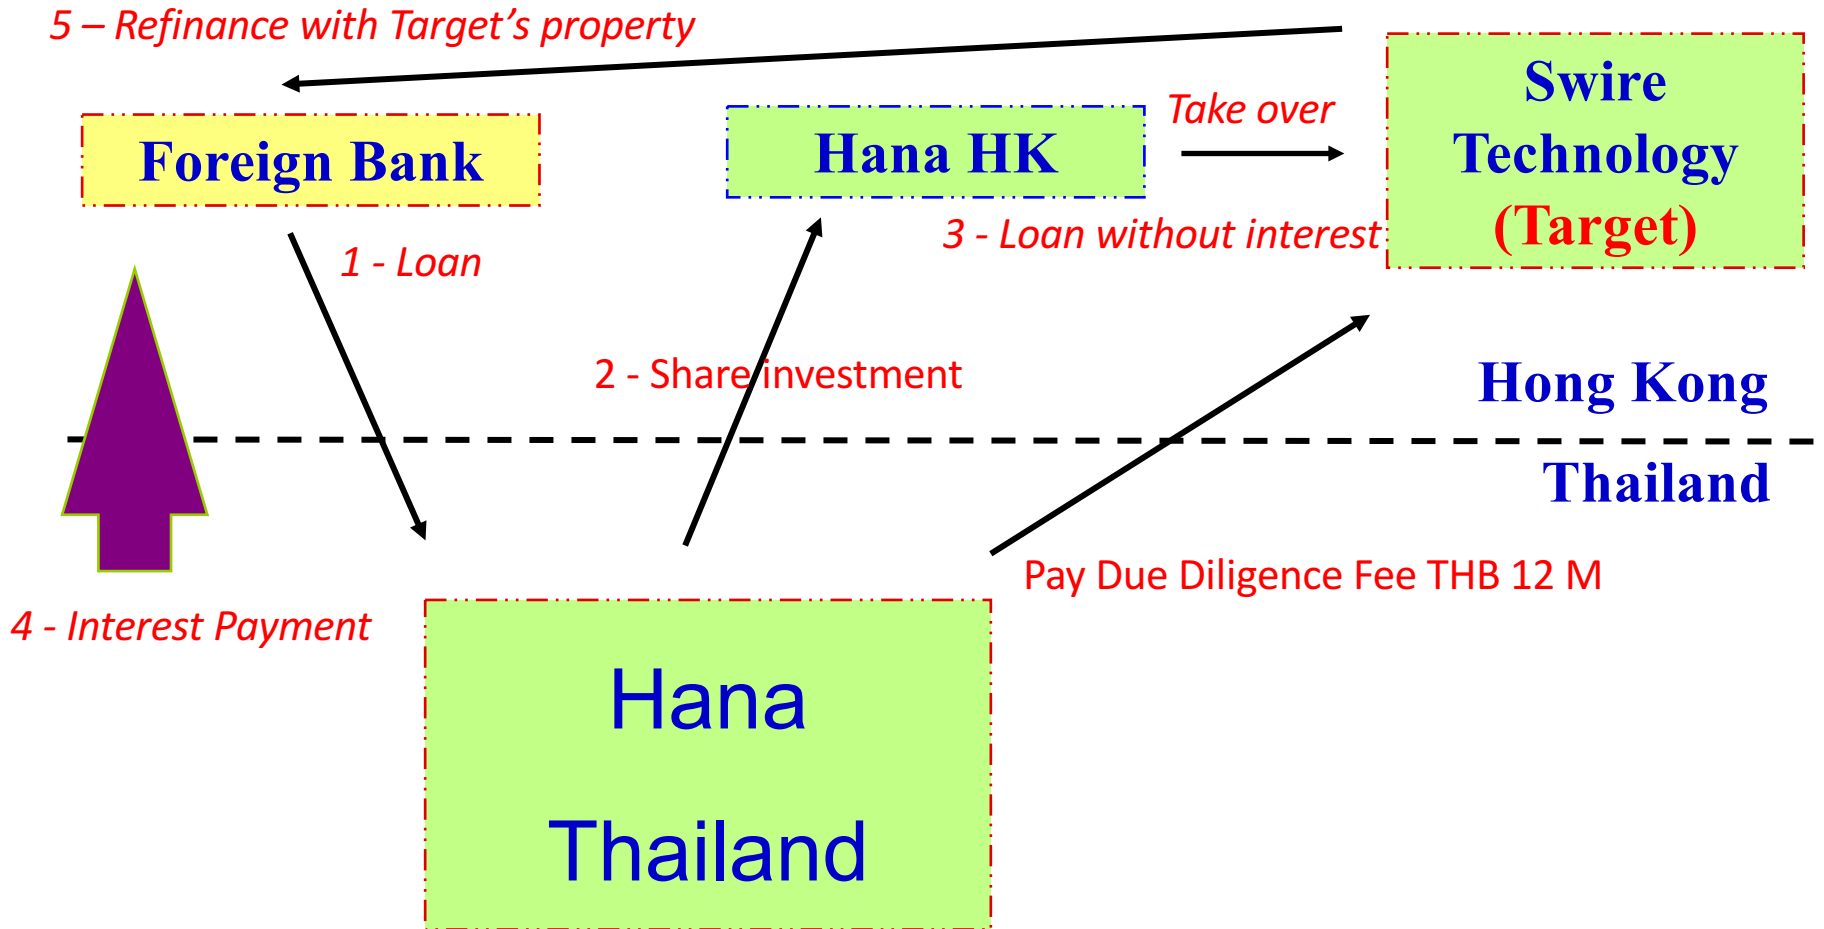 5 – Refinance with Target’s property
Swire
Technology
(Target)
Foreign Bank
Hana HK
Take over
1 - Loan
3 - Loan without interest
2 - Share investment
Hong Kong
Thailand
Pay Due Diligence Fee THB 12 M
4 - Interest Payment
Hana
Thailand